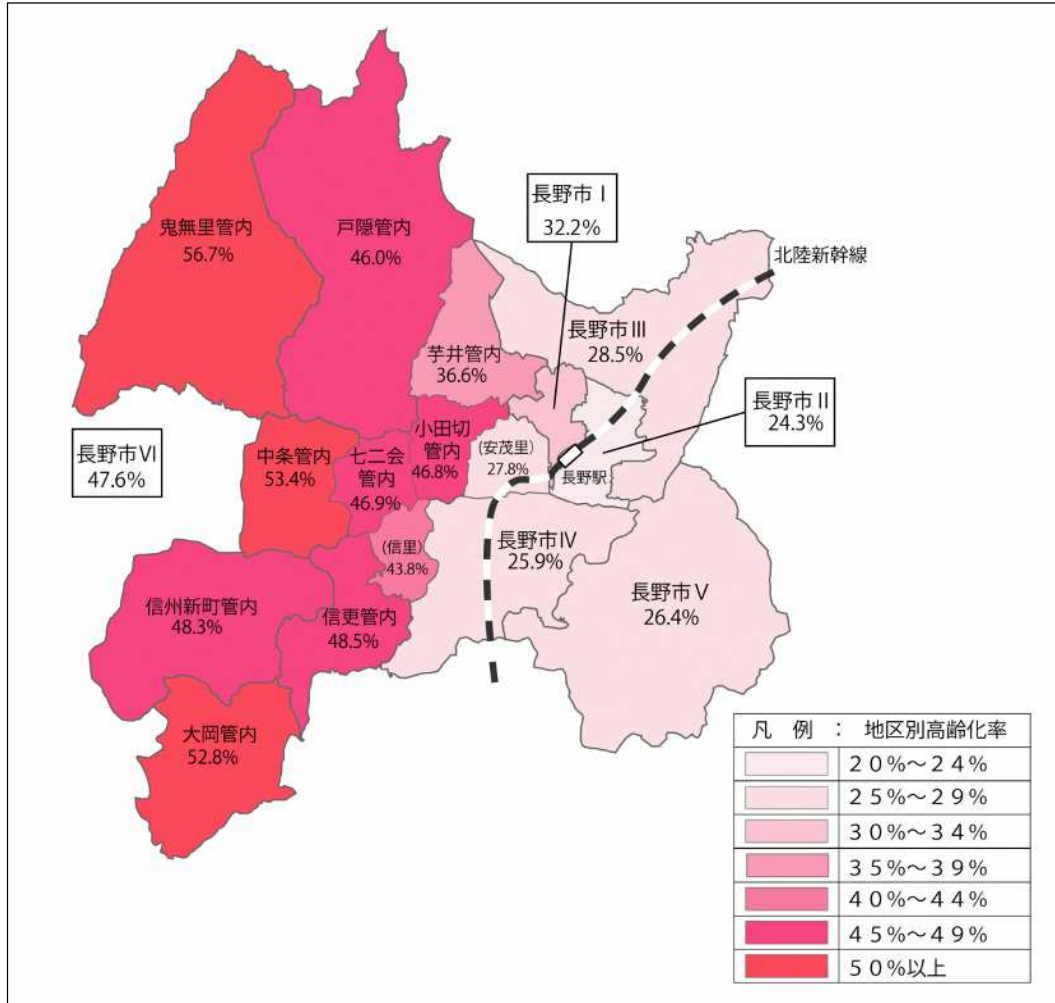 鬼無里管内
56.7%
戸隠管内
46.0%
長野市Ⅰ
32.2%
北陸新幹線
長野市Ⅲ
28.5%
芋井管内
36.6%
長野市Ⅱ
24.3%
長野市Ⅵ
47.6%
中条管内
53.4%
七二会
管内
46.9%
小田切
管内
46.8%
(安茂里)
27.8%
長野駅
(信里)
43.8%
長野市Ⅳ
25.9%
長野市Ⅴ
26.4%
信州新町管内
48.3%
信更管内
48.5%
大岡管内
52.8%
凡 例 : 地区別高齢化率
20%～24%
25%～29%
30%～34%
35%～39%
40%～44%
45%～49%
50%以上